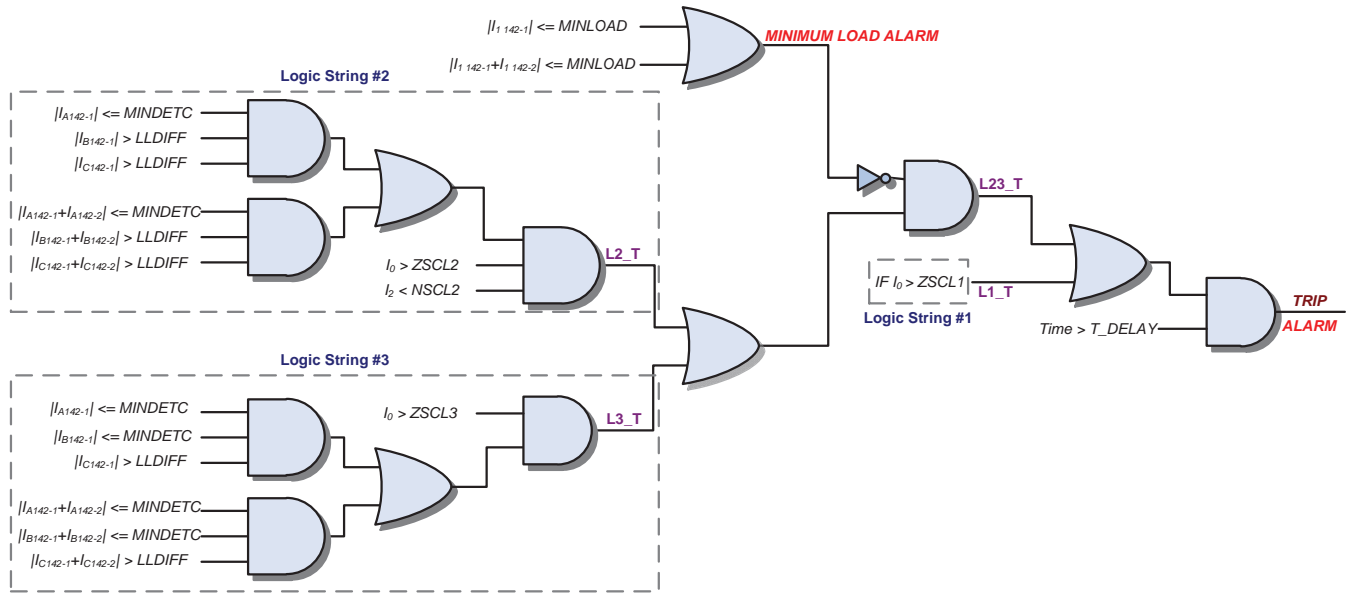 |I1 142-1| <= MINLOAD
MINIMUM LOAD ALARM
|I1 142-1+I1 142-2| <= MINLOAD
Logic String #2
|IA142-1| <= MINDETC
|IB142-1| > LLDIFF
|IC142-1| > LLDIFF
|IA142-1+IA142-2| <= MINDETC
|IB142-1+IB142-2| > LLDIFF
|IC142-1+IC142-2| > LLDIFF
I0 > ZSCL2
I2 < NSCL2
L2_T
L23_T
IF I0 > ZSCL1
L1_T
Logic String #1
Time > T_DELAY
TRIP
ALARM
Logic String #3
|IA142-1| <= MINDETC
|IB142-1| <= MINDETC
|IC142-1| > LLDIFF
I0 > ZSCL3
L3_T
|IA142-1+IA142-2| <= MINDETC
|IB142-1+IB142-2| <= MINDETC
|IC142-1+IC142-2| > LLDIFF